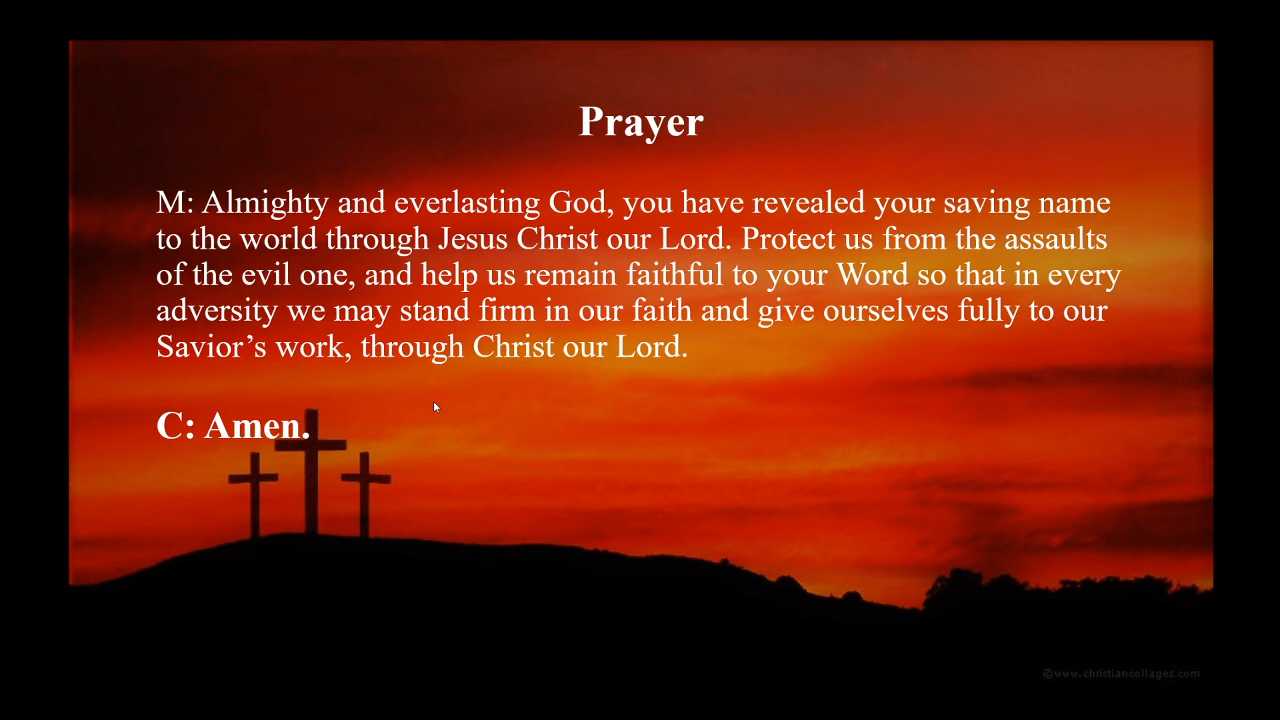 Prayer
M: Almighty and everlasting God, you have revealed your saving name
to the world through Jesus Christ our Lord. Protect us from the assaults
of the evil one, and help us remain faithful to your Word so that in every
adversity we may stand firm in our faith and give ourselves fully to our
Savior’s work, through Christ our Lord.
C: Amen.
©www.christiancollages.com